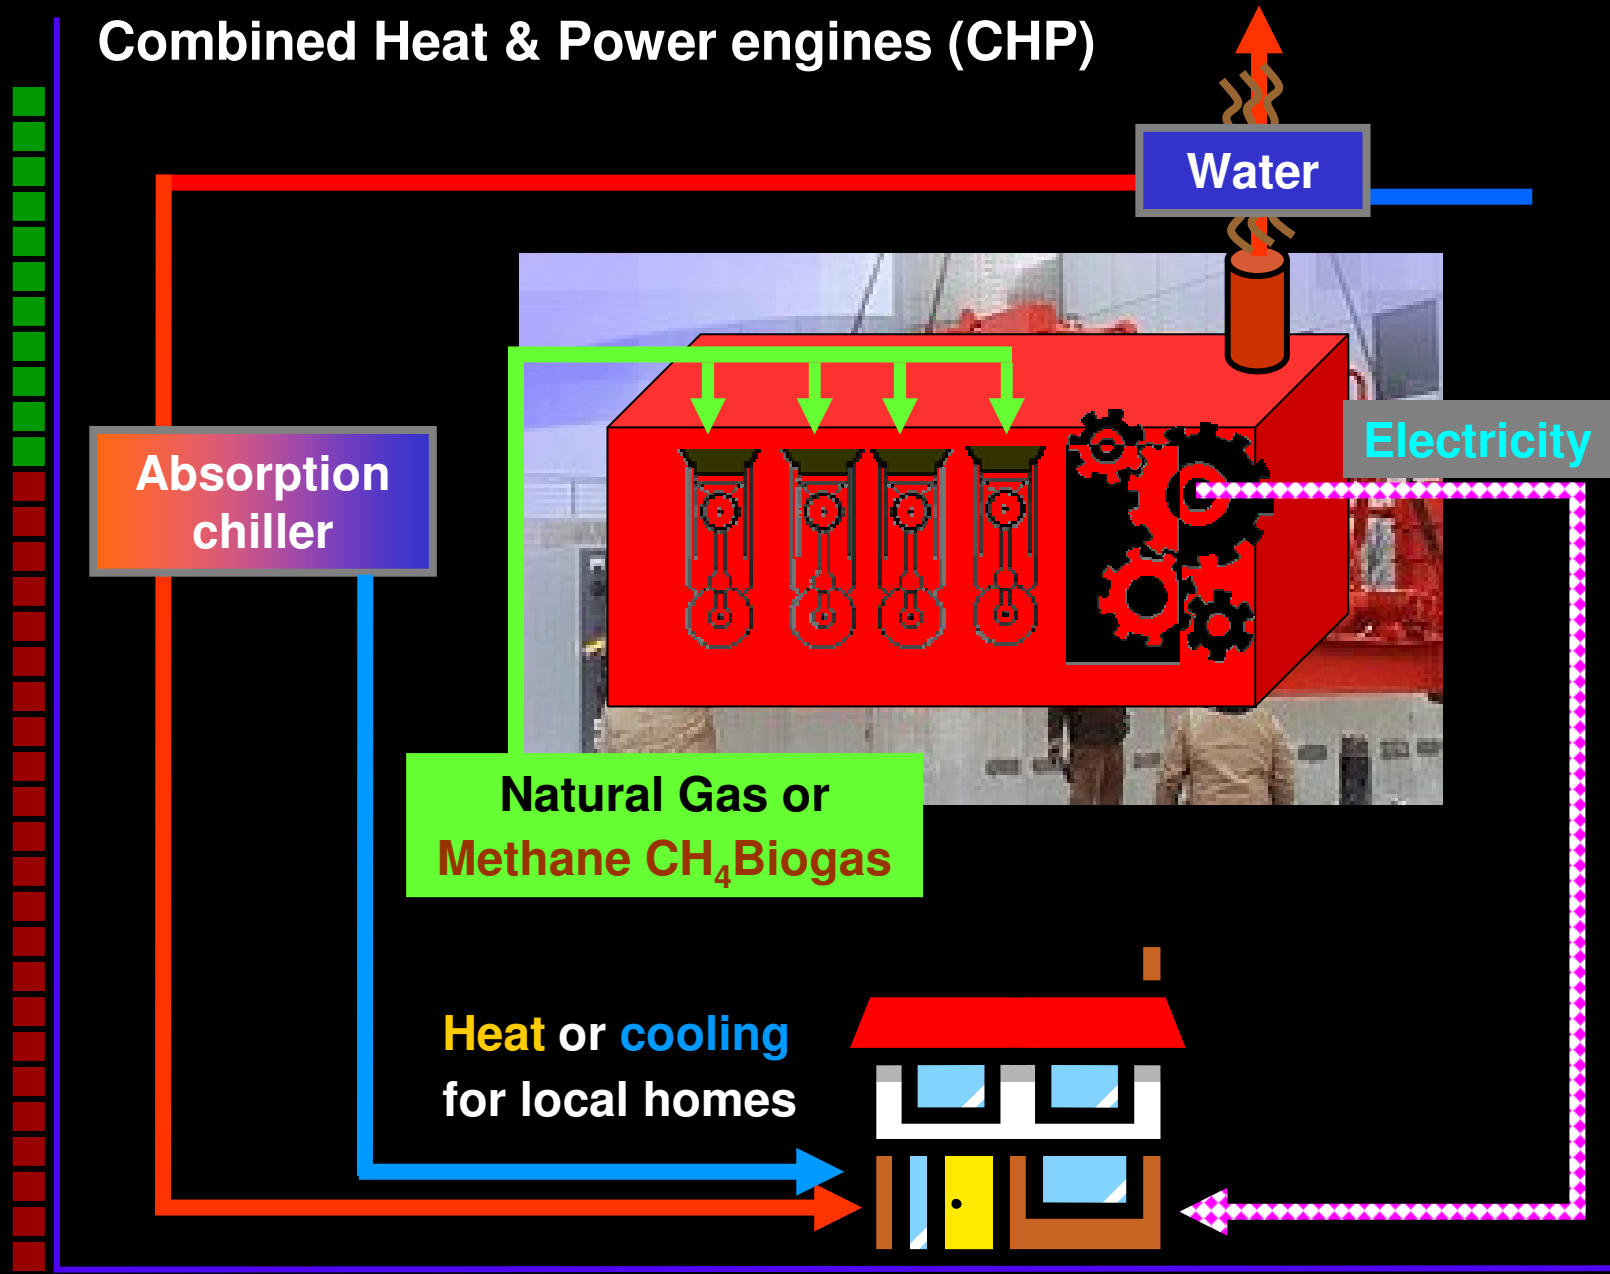 Combined Heat & Power engines (CHP)
Water
Electricity
Absorption
chiller
Natural Gas or
Methane CH₄Biogas
Heat or cooling
for local homes